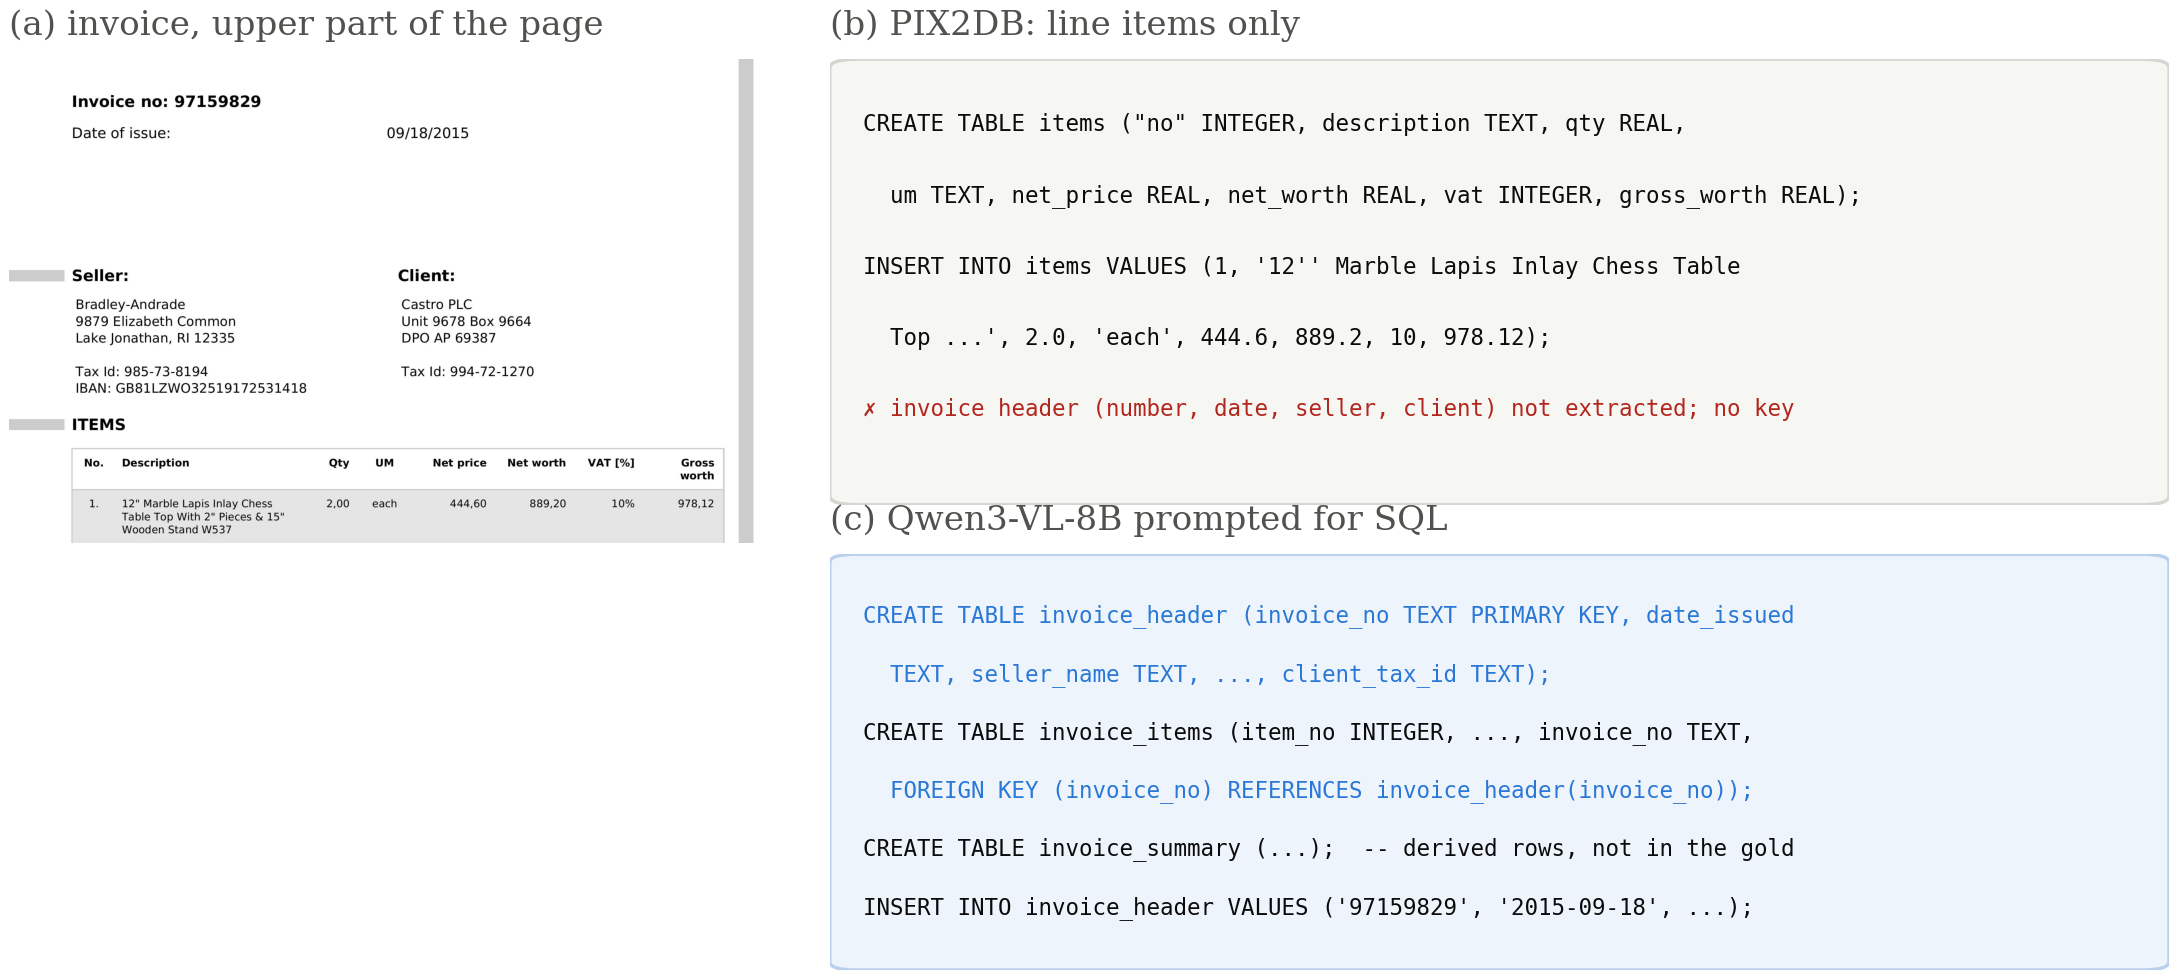 (a) invoice, upper part of the page
Invoice no: 97159829
Date of issue: 09/18/2015
Seller:
Bradley-Andrade
9879 Elizabeth Common
Lake Jonathan, RI 12335
Tax Id: 985-73-8194
IBAN: GB81LZWO32519172531418
Client:
Castro PLC
Unit 9678 Box 9664
DPO AP 69387
Tax Id: 994-72-1270
ITEMS
No. Description Qty UM Net price Net worth VAT [%] Gross
worth
1. 12" Marble Lapis Inlay Chess 2,00 each 444,60 889,20 10% 978,12
Table Top With 2" Pieces & 15"
Wooden Stand W537
(b) PIX2DB: line items only
CREATE TABLE items ("no" INTEGER, description TEXT, qty REAL,
um TEXT, net_price REAL, net_worth REAL, vat INTEGER, gross_worth REAL);
INSERT INTO items VALUES (1, '12'' Marble Lapis Inlay Chess Table
Top ...', 2.0, 'each', 444.6, 889.2, 10, 978.12);
✗ invoice header (number, date, seller, client) not extracted; no key
(c) Qwen3-VL-8B prompted for SQL
CREATE TABLE invoice_header (invoice_no TEXT PRIMARY KEY, date_issued
TEXT, seller_name TEXT, ..., client_tax_id TEXT);
CREATE TABLE invoice_items (item_no INTEGER, ..., invoice_no TEXT,
FOREIGN KEY (invoice_no) REFERENCES invoice_header(invoice_no));
CREATE TABLE invoice_summary (...);  -- derived rows, not in the gold
INSERT INTO invoice_header VALUES ('97159829', '2015-09-18', ...);